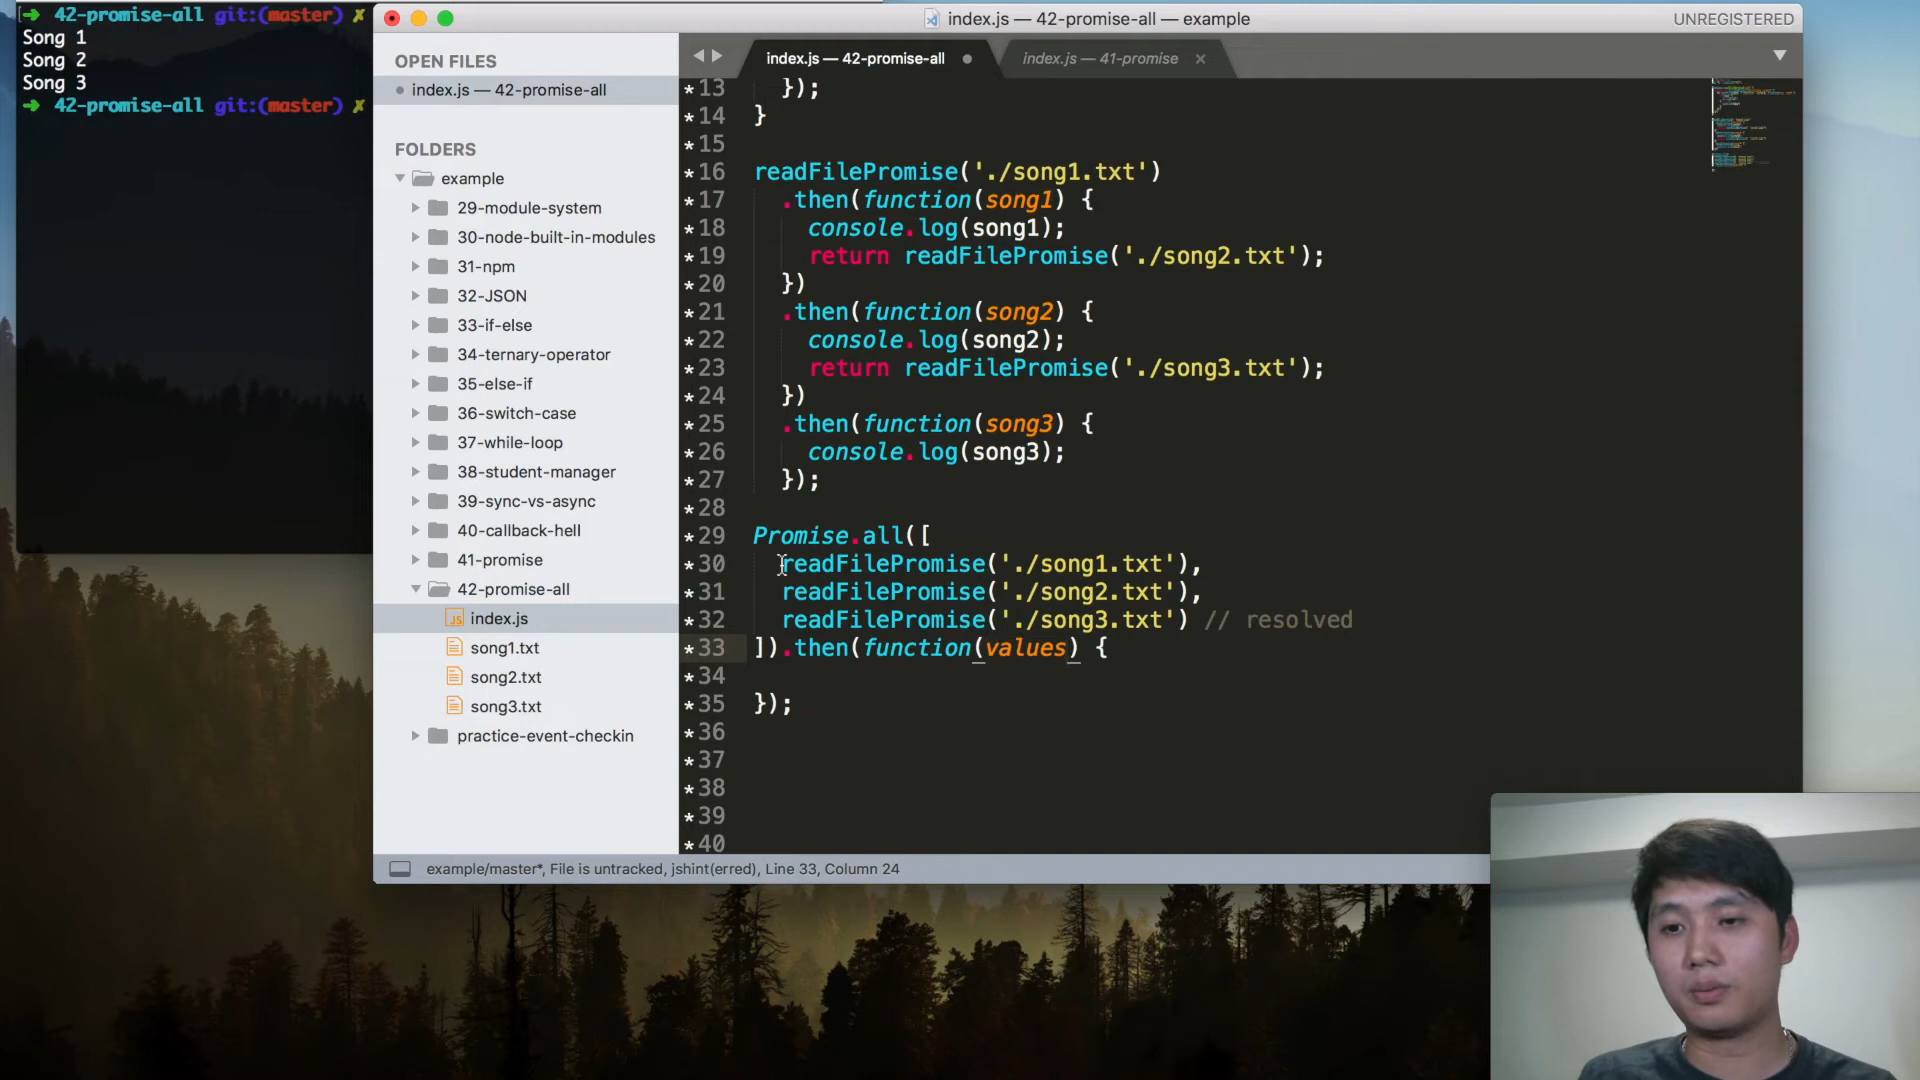 ➜ 42-promise-all git:(master) ✗
Song 1
Song 2
Song 3
➜ 42-promise-all git:(master) ✗
index.js — 42-promise-all — example
UNREGISTERED
OPEN FILES
index.js — 42-promise-all
FOLDERS
example
29-module-system
30-node-built-in-modules
31-npm
32-JSON
33-if-else
34-ternary-operator
35-else-if
36-switch-case
37-while-loop
38-student-manager
39-sync-vs-async
40-callback-hell
41-promise
42-promise-all
index.js
song1.txt
song2.txt
song3.txt
practice-event-checkin
index.js — 42-promise-all
index.js — 41-promise
*13 });
*14 }
*15
*16 readFilePromise('./song1.txt')
*17 .then(function(song1) {
*18 console.log(song1);
*19 return readFilePromise('./song2.txt');
*20 })
*21 .then(function(song2) {
*22 console.log(song2);
*23 return readFilePromise('./song3.txt');
*24 })
*25 .then(function(song3) {
*26 console.log(song3);
*27 });
*28
*29 Promise.all([
*30 readFilePromise('./song1.txt'),
*31 readFilePromise('./song2.txt'),
*32 readFilePromise('./song3.txt') // resolved
*33 ]).then(function(values) {
*34
*35 });
*36
*37
*38
*39
*40
example/master*, File is untracked, jshint(erred), Line 33, Column 24